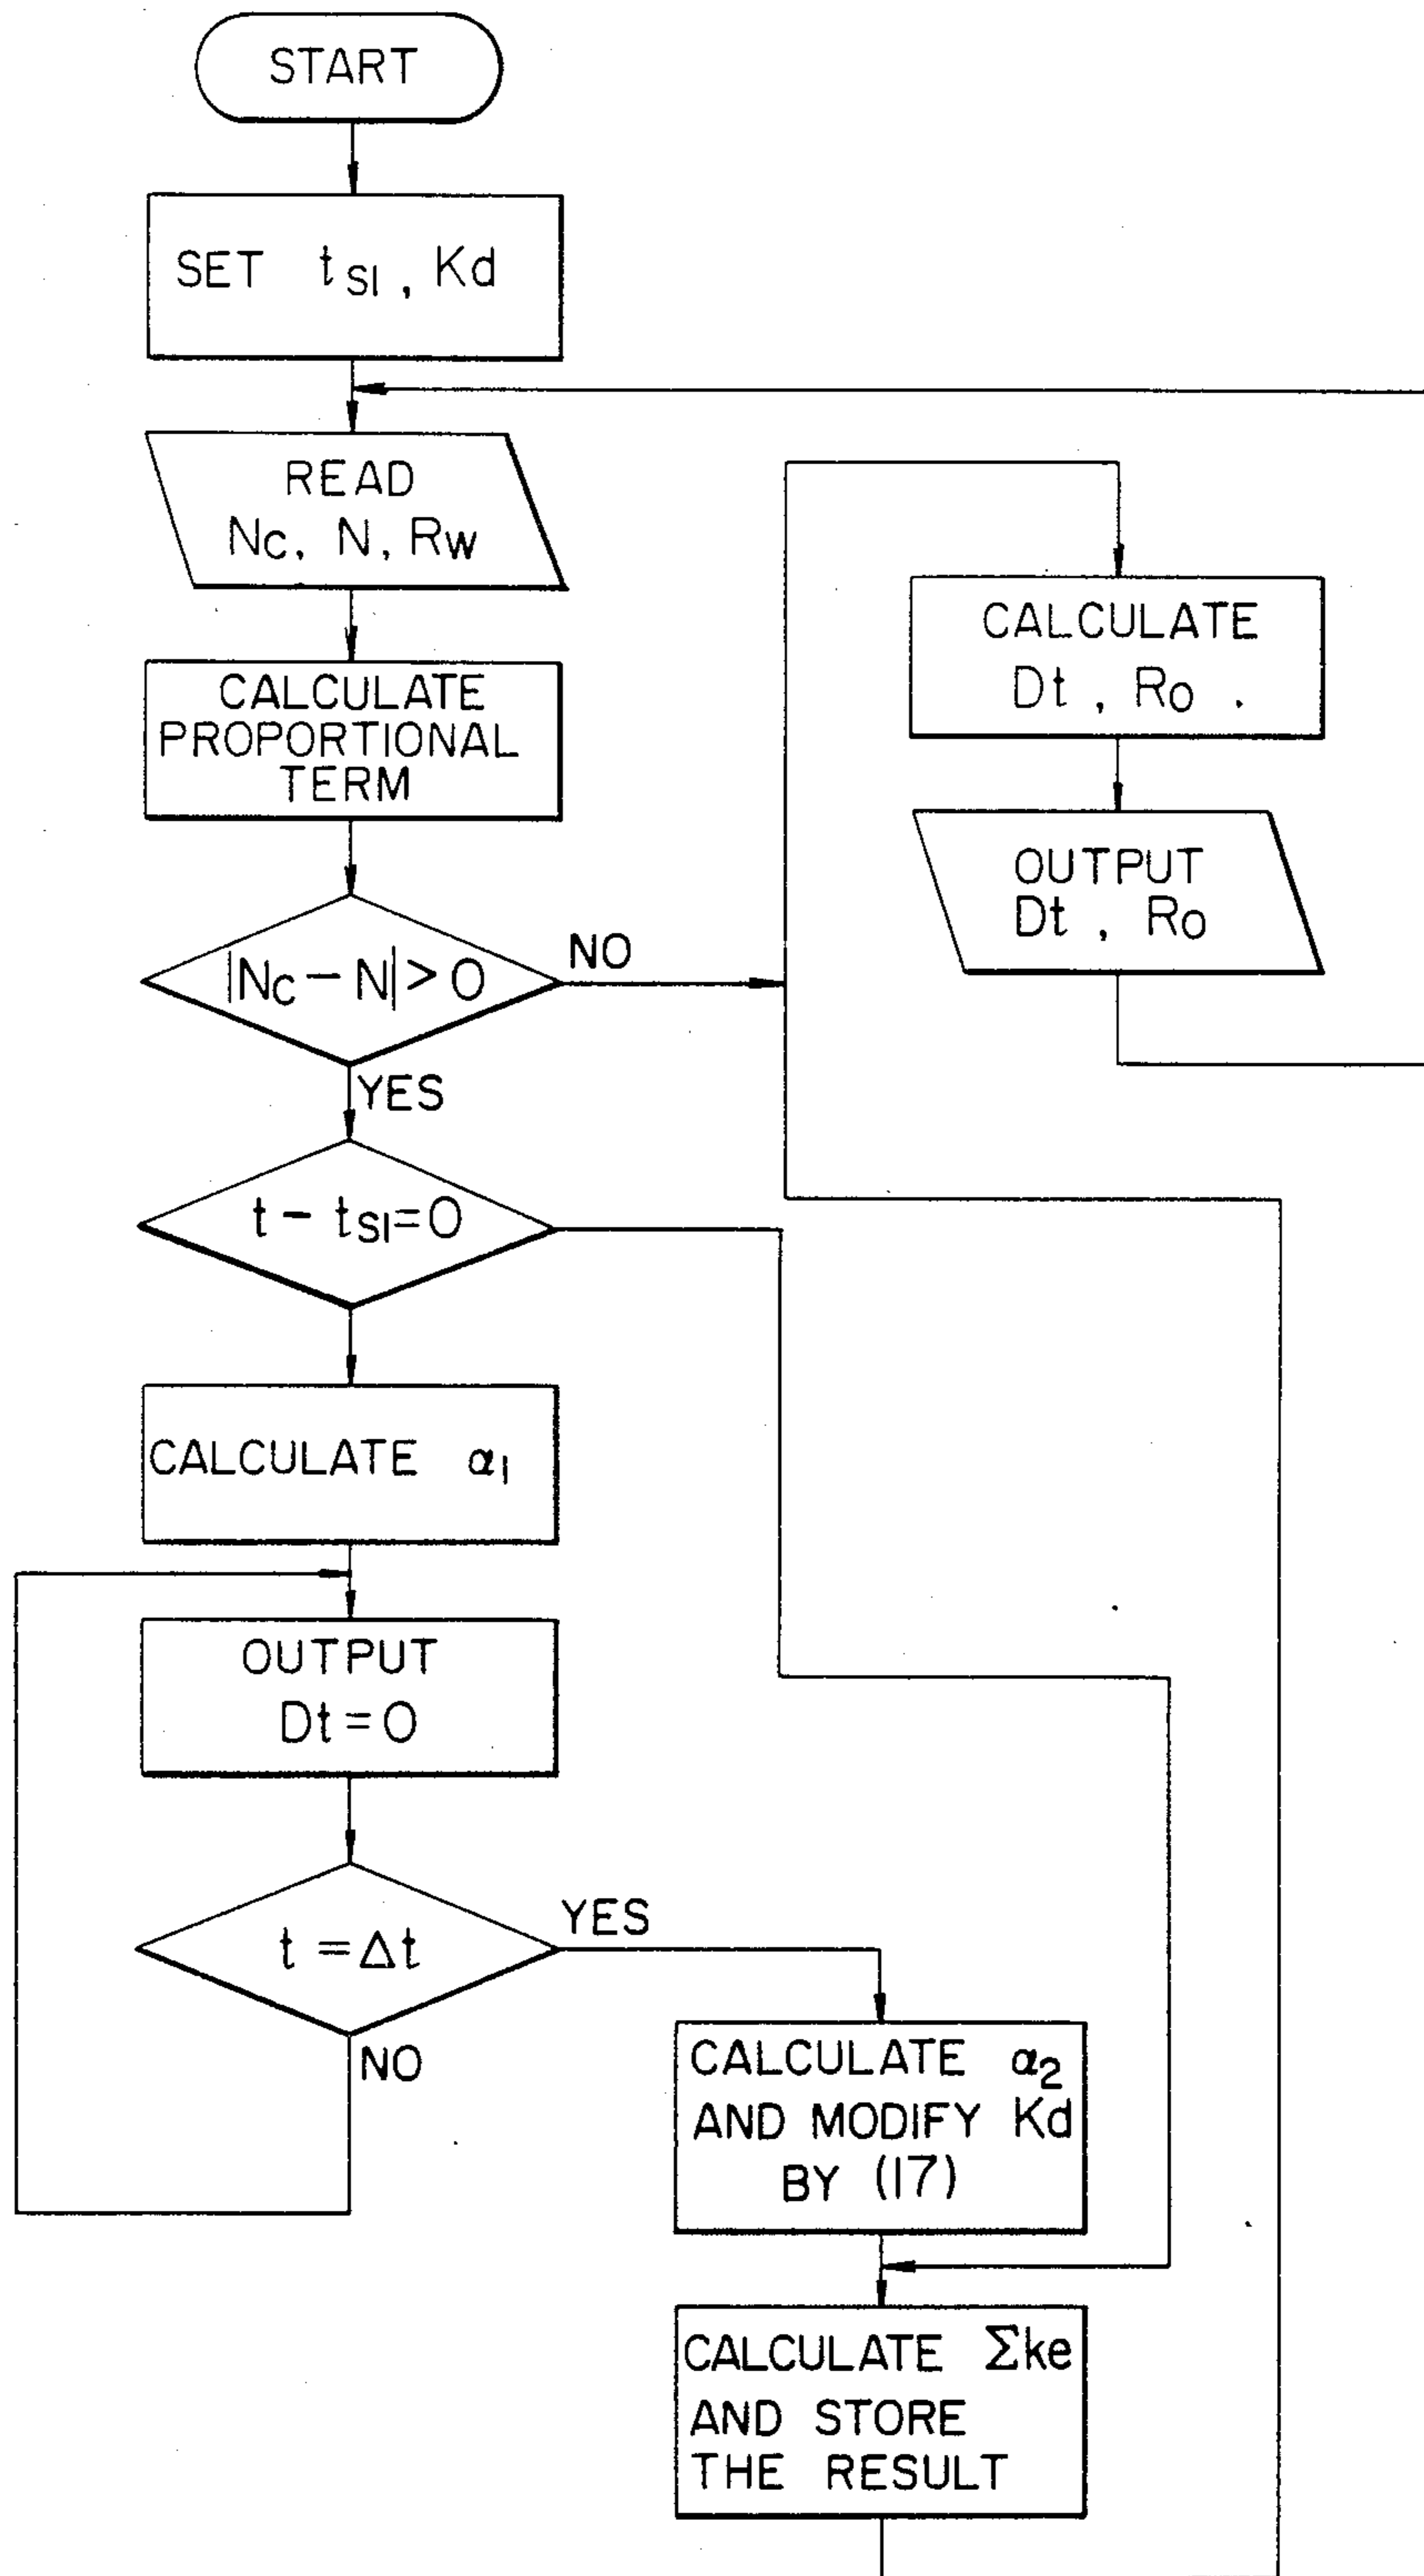 START
SET tS1, Kd
READ
Nc, N, Rw
CALCULATE
PROPORTIONAL
TERM
|Nc − N| > 0
NO
YES
t − tS1 = 0
CALCULATE α1
OUTPUT
Dt = 0
t = Δt
YES
NO
CALCULATE α2
AND MODIFY Kd
BY (17)
CALCULATE Σke
AND STORE
THE RESULT
CALCULATE
Dt, Ro.
OUTPUT
Dt, Ro